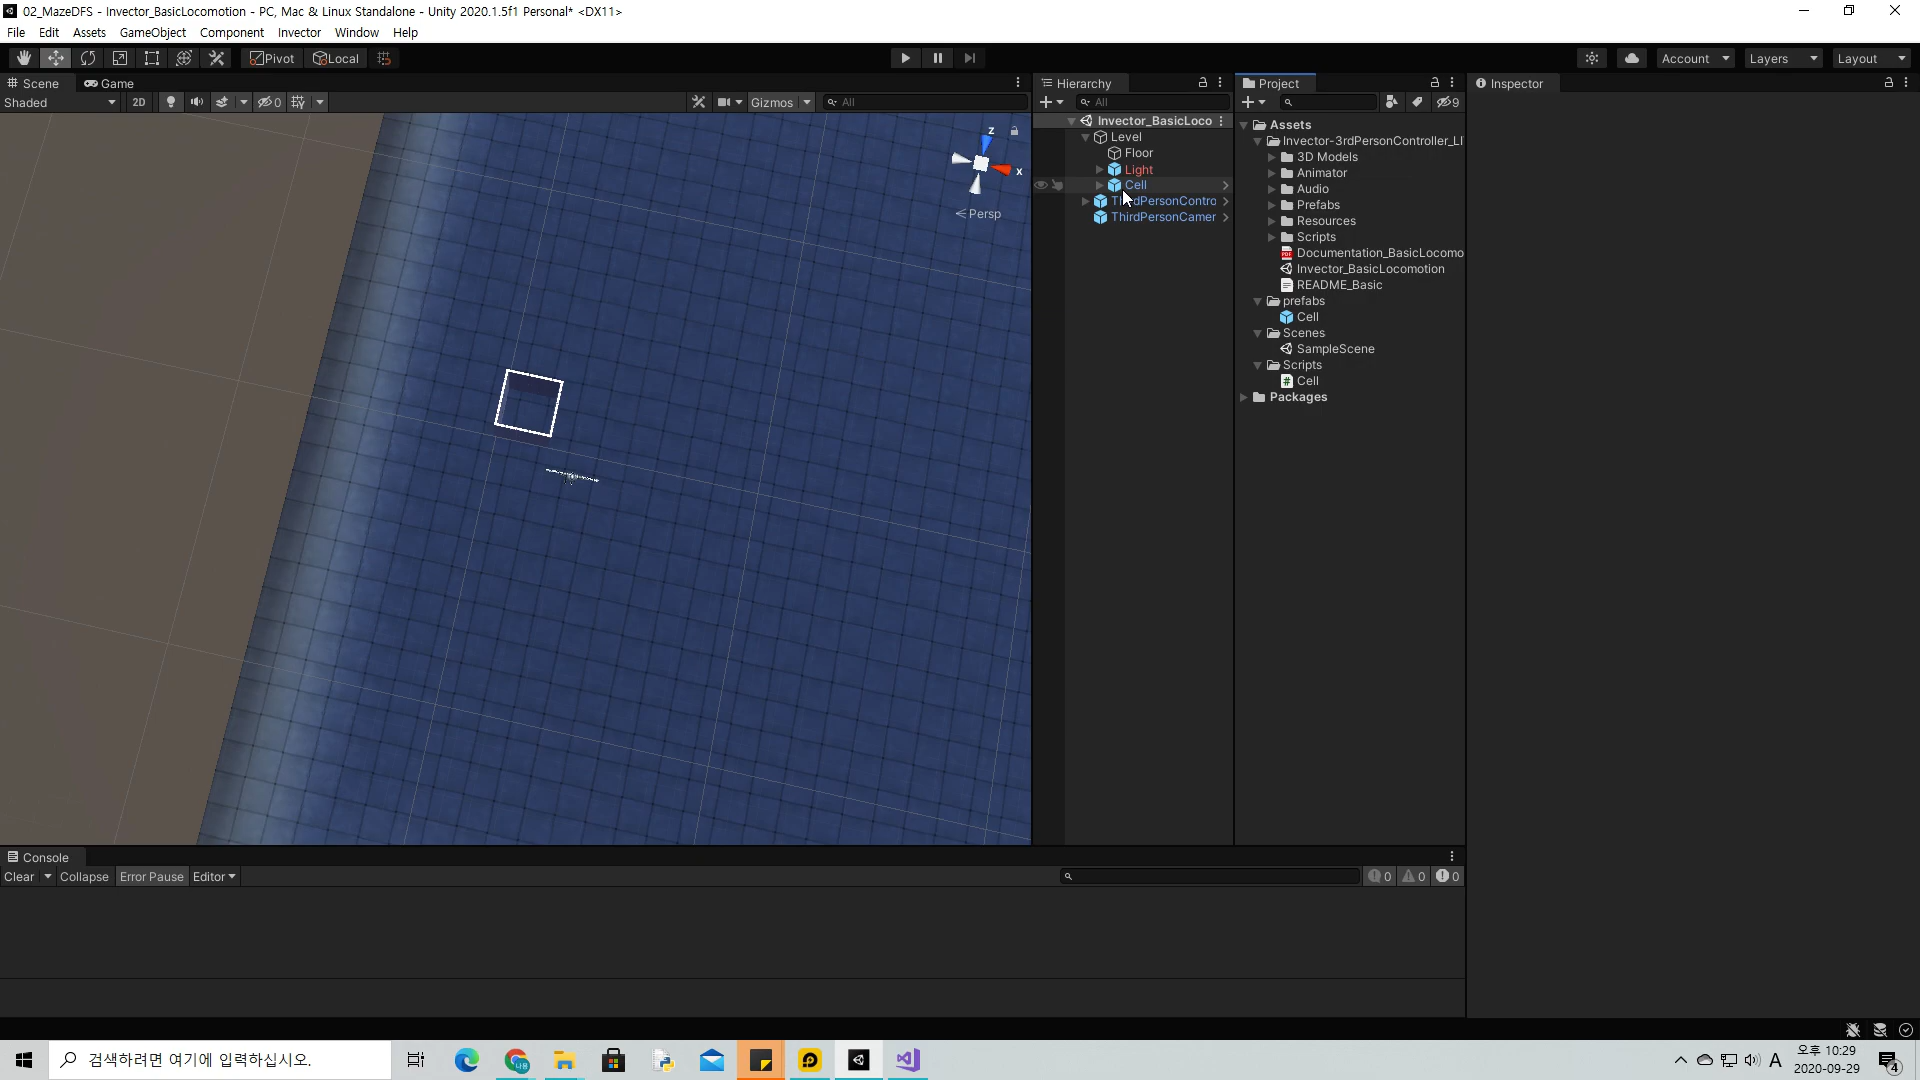 02_MazeDFS - Invector_BasicLocomotion - PC, Mac & Linux Standalone - Unity 2020.1.5f1 Personal* <DX11>
File Edit Assets GameObject Component Invector Window Help
Pivot Local Account Layers Layout
Scene Game
Shaded 2D 0 Gizmos All
z
x
Persp
Hierarchy
All
Invector_BasicLoco
Level
Floor
Light
Cell
ThirdPersonContro
ThirdPersonCamer
Project
9
Assets
Invector-3rdPersonController_LI
3D Models
Animator
Audio
Prefabs
Resources
Scripts
Documentation_BasicLocomo
Invector_BasicLocomotion
README_Basic
prefabs
Cell
Scenes
SampleScene
Scripts
Cell
Packages
Inspector
Console
Clear Collapse Error Pause Editor 0 0 0
검색하려면 여기에 입력하십시오.
A
오후 10:29
2020-09-29
4